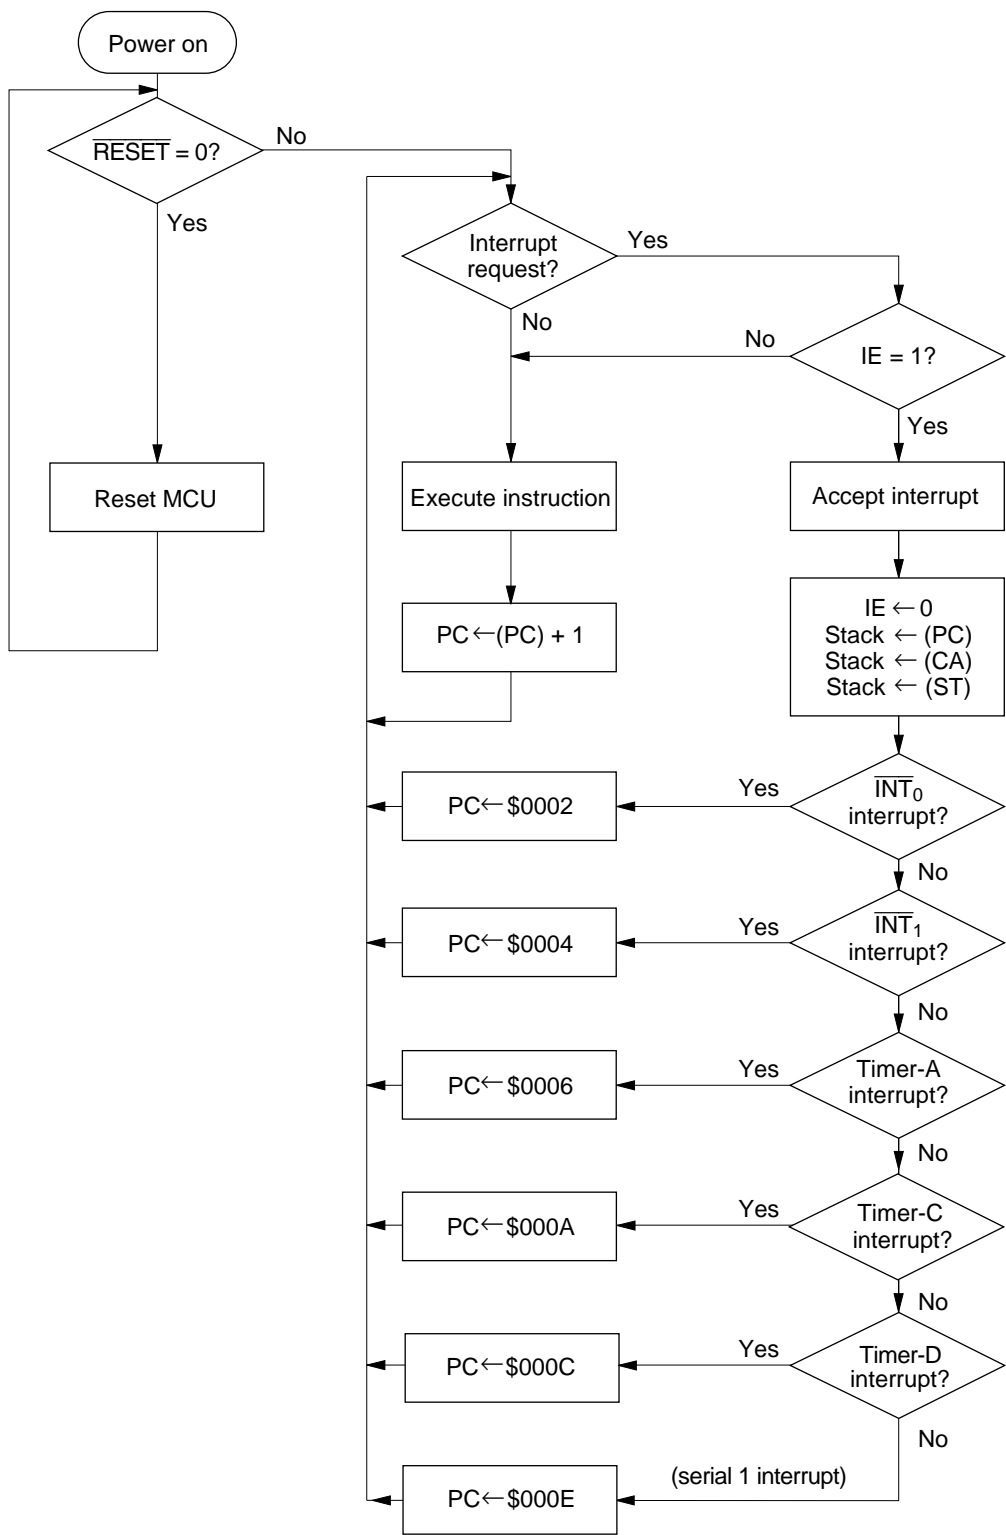 Power on
RESET = 0?
No
Yes
Interrupt
request?
Yes
No
No
IE = 1?
Yes
Reset MCU
Execute instruction
Accept interrupt
PC ← (PC) + 1
IE ← 0
Stack ← (PC)
Stack ← (CA)
Stack ← (ST)
PC ← $0002
Yes
INT0
interrupt?
No
PC ← $0004
Yes
INT1
interrupt?
No
PC ← $0006
Yes
Timer-A
interrupt?
No
PC ← $000A
Yes
Timer-C
interrupt?
No
PC ← $000C
Yes
Timer-D
interrupt?
No
PC ← $000E
(serial 1 interrupt)